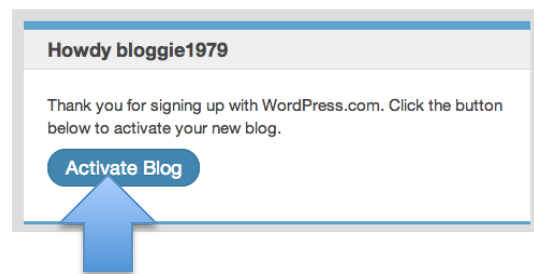 Howdy bloggie1979
Thank you for signing up with WordPress.com. Click the button
below to activate your new blog.
Activate Blog